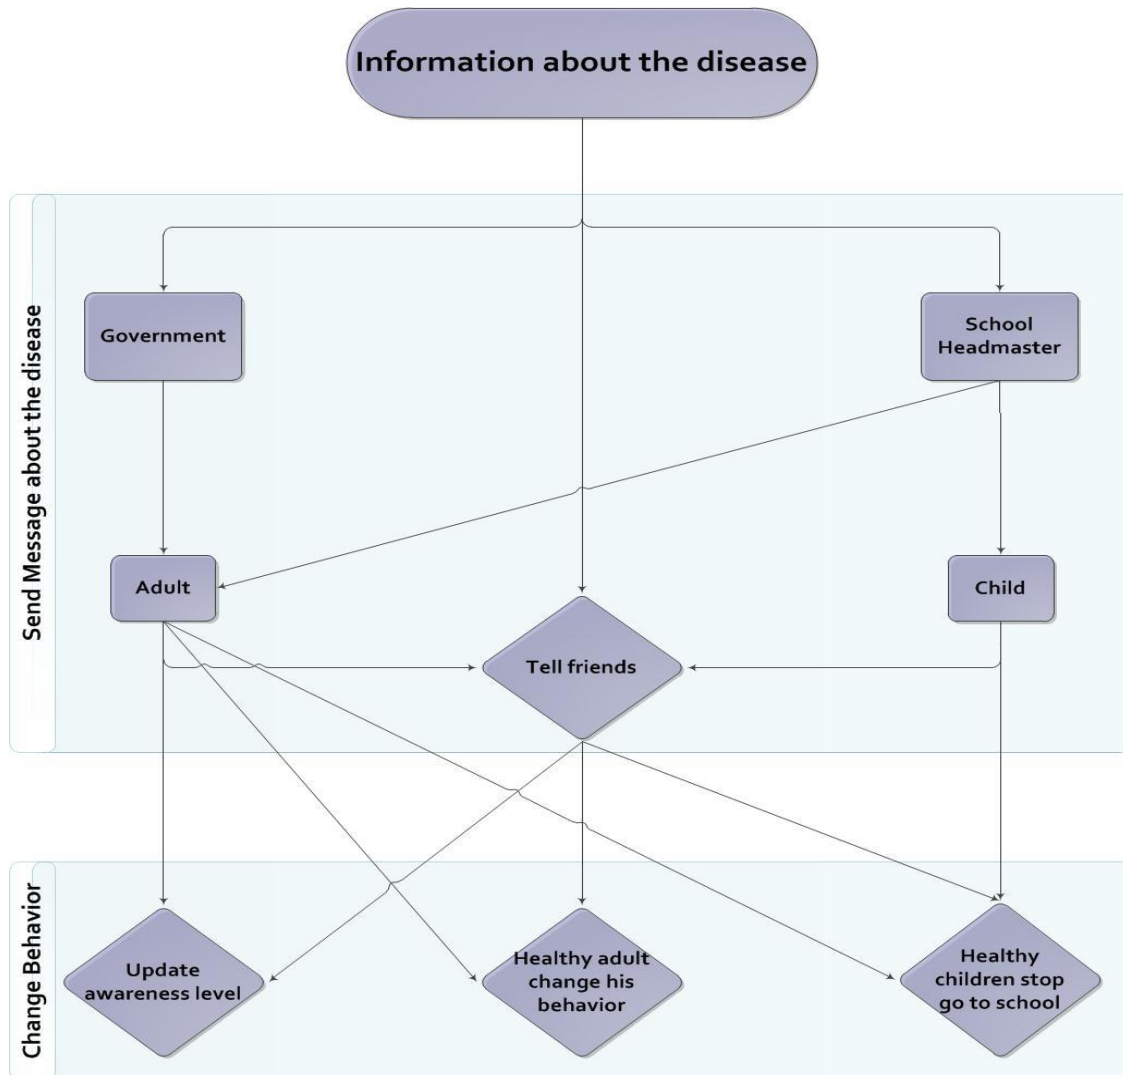 Information about the disease
Send Message about the disease
Government
School
Headmaster
Adult
Child
Tell friends
Change Behavior
Update
awareness level
Healthy adult
change his
behavior
Healthy
children stop
go to school